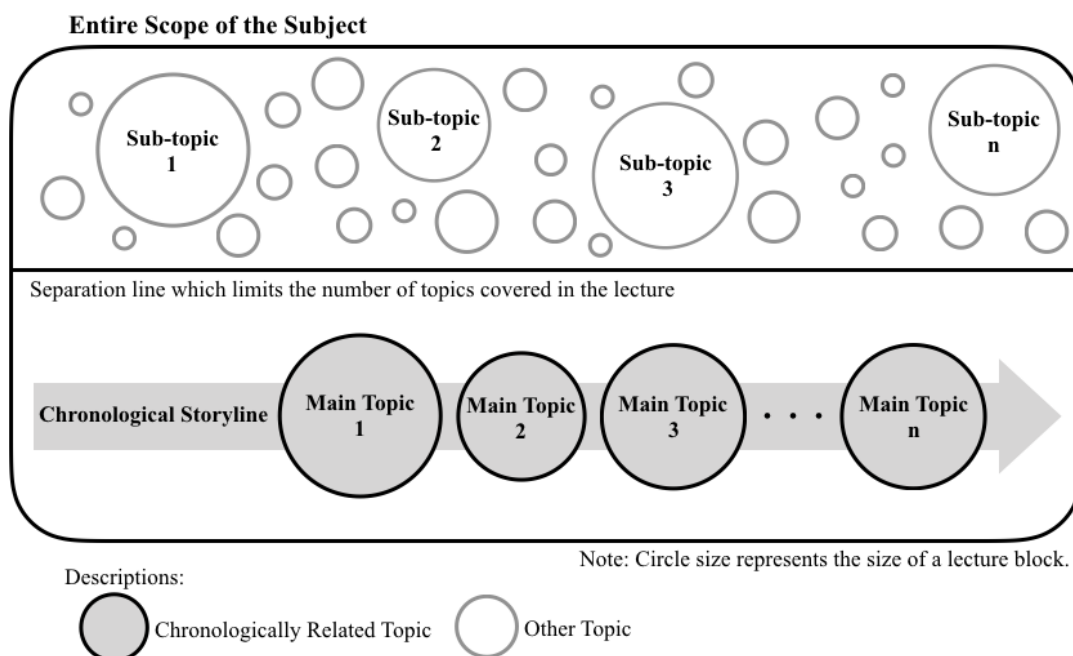 Entire Scope of the Subject
Sub-topic
1
Sub-topic
2
Sub-topic
3
Sub-topic
n
Separation line which limits the number of topics covered in the lecture
Chronological Storyline
Main Topic
1
Main Topic
2
Main Topic
3
. . .
Main Topic
n
Note: Circle size represents the size of a lecture block.
Descriptions:
Chronologically Related Topic
Other Topic